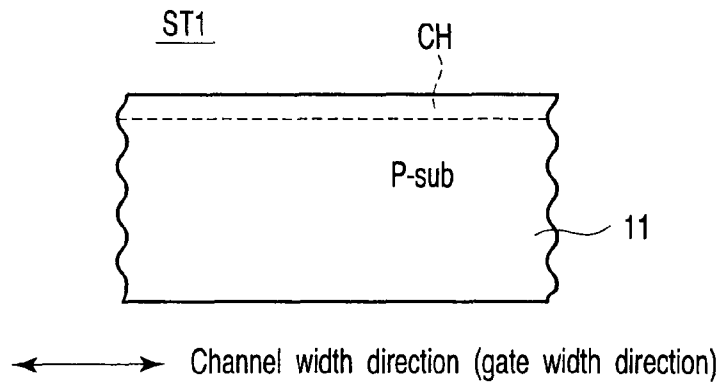 ST1
CH
P-sub
11
Channel width direction (gate width direction)